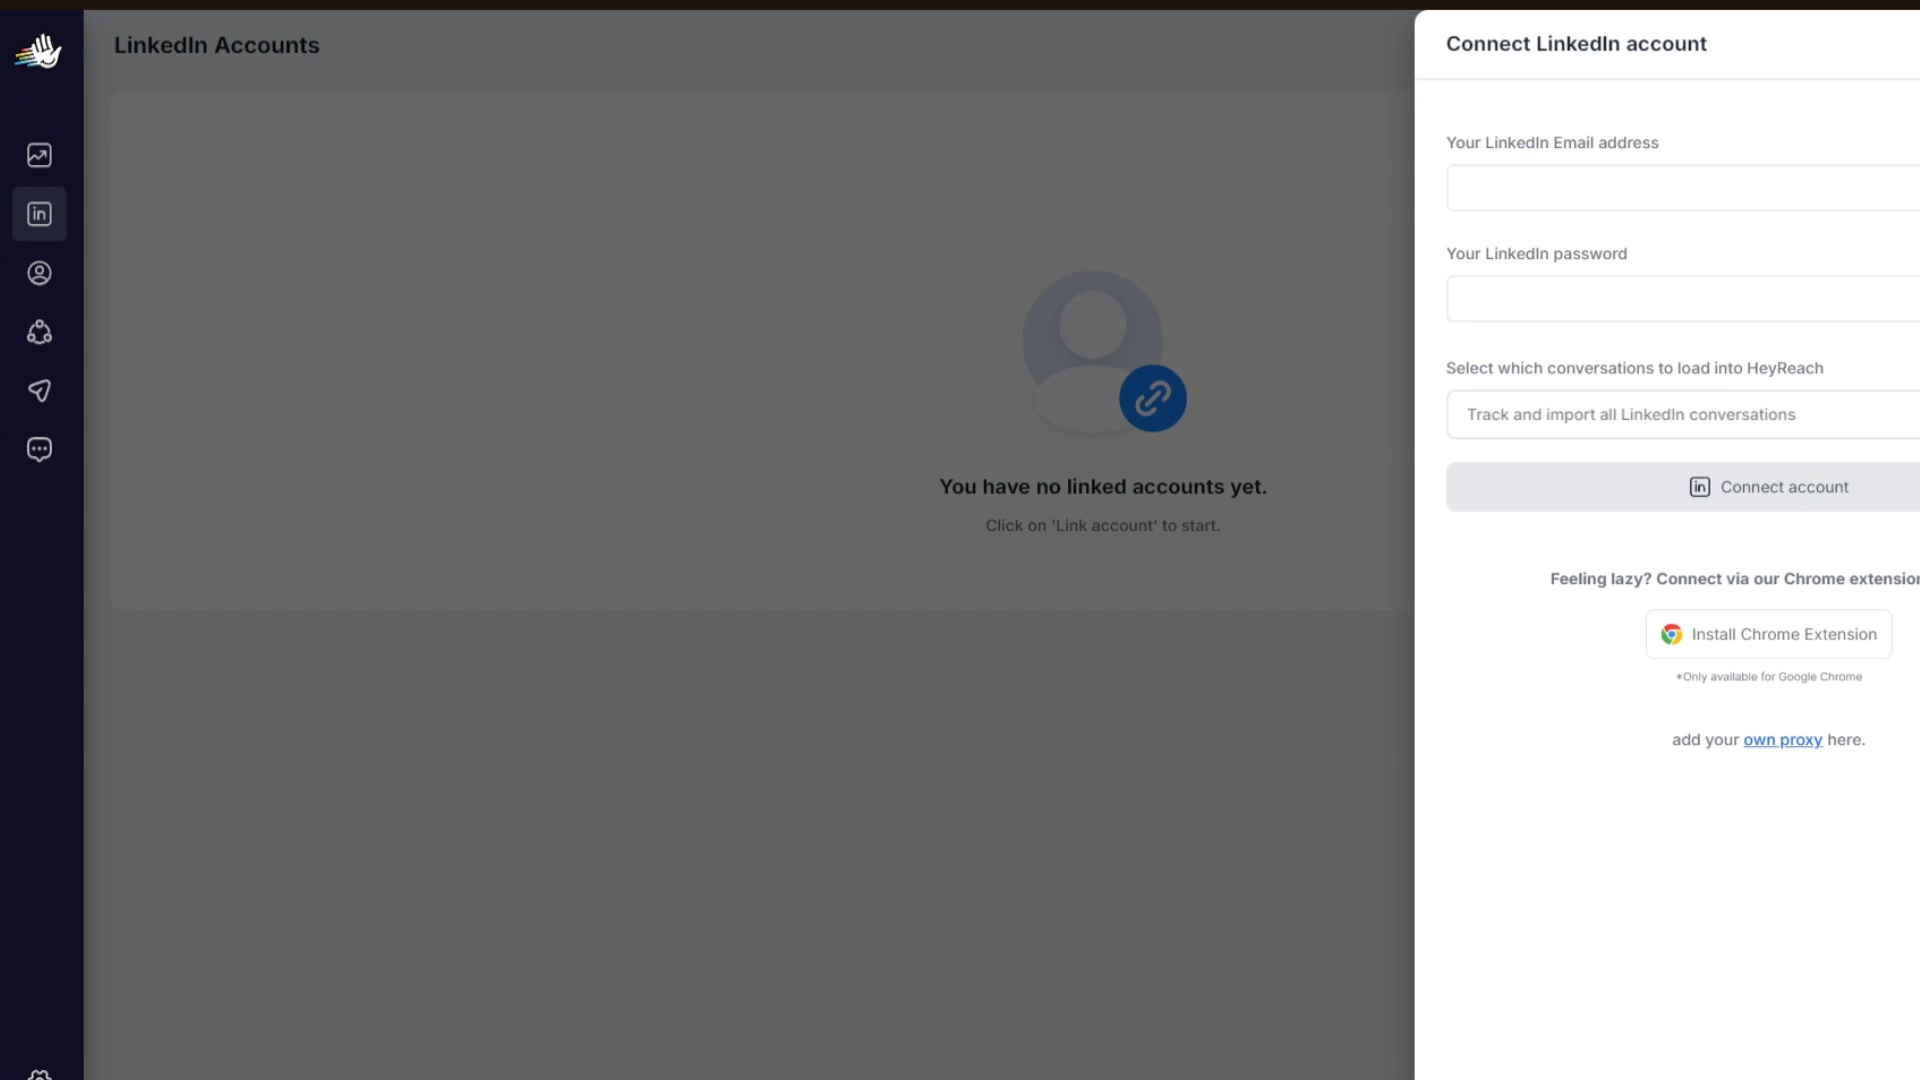 LinkedIn Accounts
You have no linked accounts yet.
Click on 'Link account' to start.
Connect LinkedIn account
Your LinkedIn Email address
Your LinkedIn password
Select which conversations to load into HeyReach
Track and import all LinkedIn conversations
in Connect account
Feeling lazy? Connect via our Chrome extension
Install Chrome Extension
*Only available for Google Chrome
add your own proxy here.